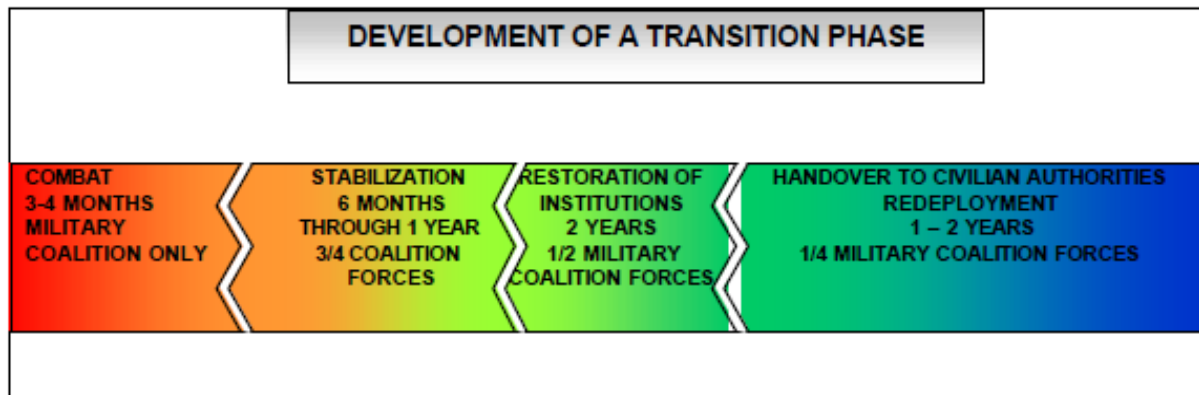 DEVELOPMENT OF A TRANSITION PHASE
COMBAT
3-4 MONTHS
MILITARY
COALITION ONLY
STABILIZATION
6 MONTHS
THROUGH 1 YEAR
3/4 COALITION
FORCES
RESTORATION OF
INSTITUTIONS
2 YEARS
1/2 MILITARY
COALITION FORCES
HANDOVER TO CIVILIAN AUTHORITIES
REDEPLOYMENT
1 – 2 YEARS
1/4 MILITARY COALITION FORCES